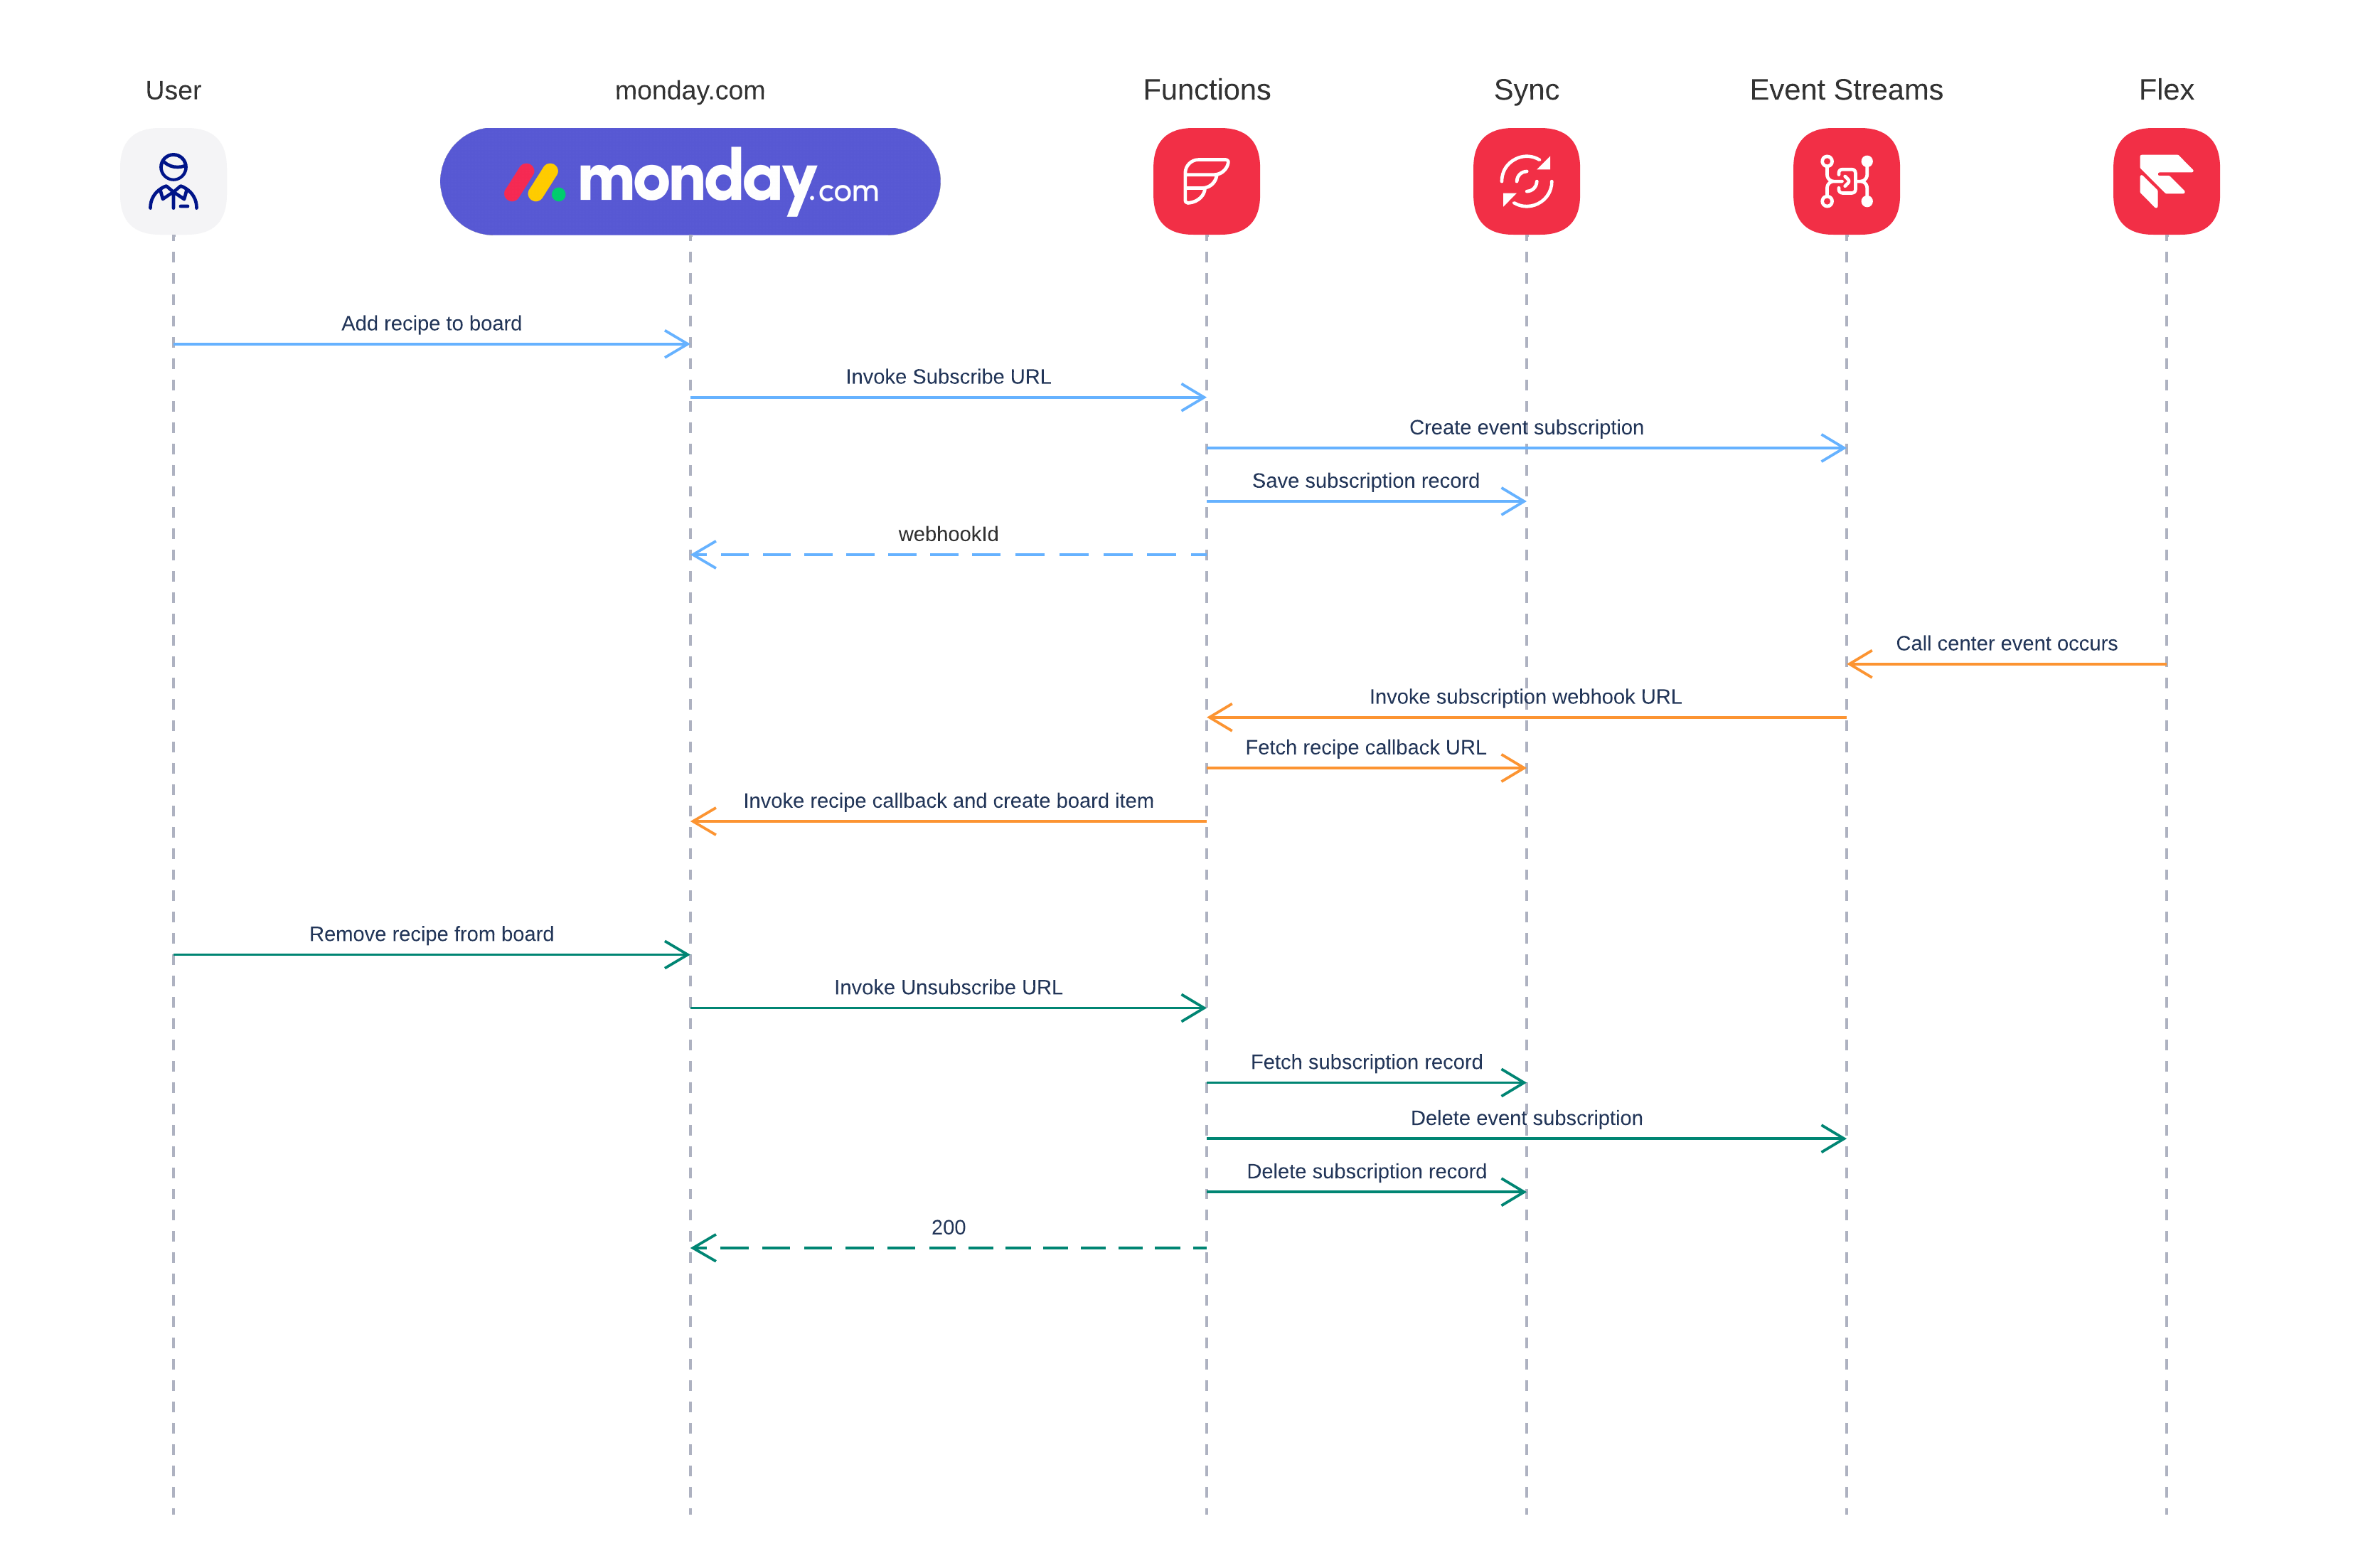 User
monday.com
Functions
Sync
Event Streams
Flex
monday.com
Add recipe to board
Invoke Subscribe URL
Create event subscription
Save subscription record
webhookId
Call center event occurs
Invoke subscription webhook URL
Fetch recipe callback URL
Invoke recipe callback and create board item
Remove recipe from board
Invoke Unsubscribe URL
Fetch subscription record
Delete event subscription
Delete subscription record
200